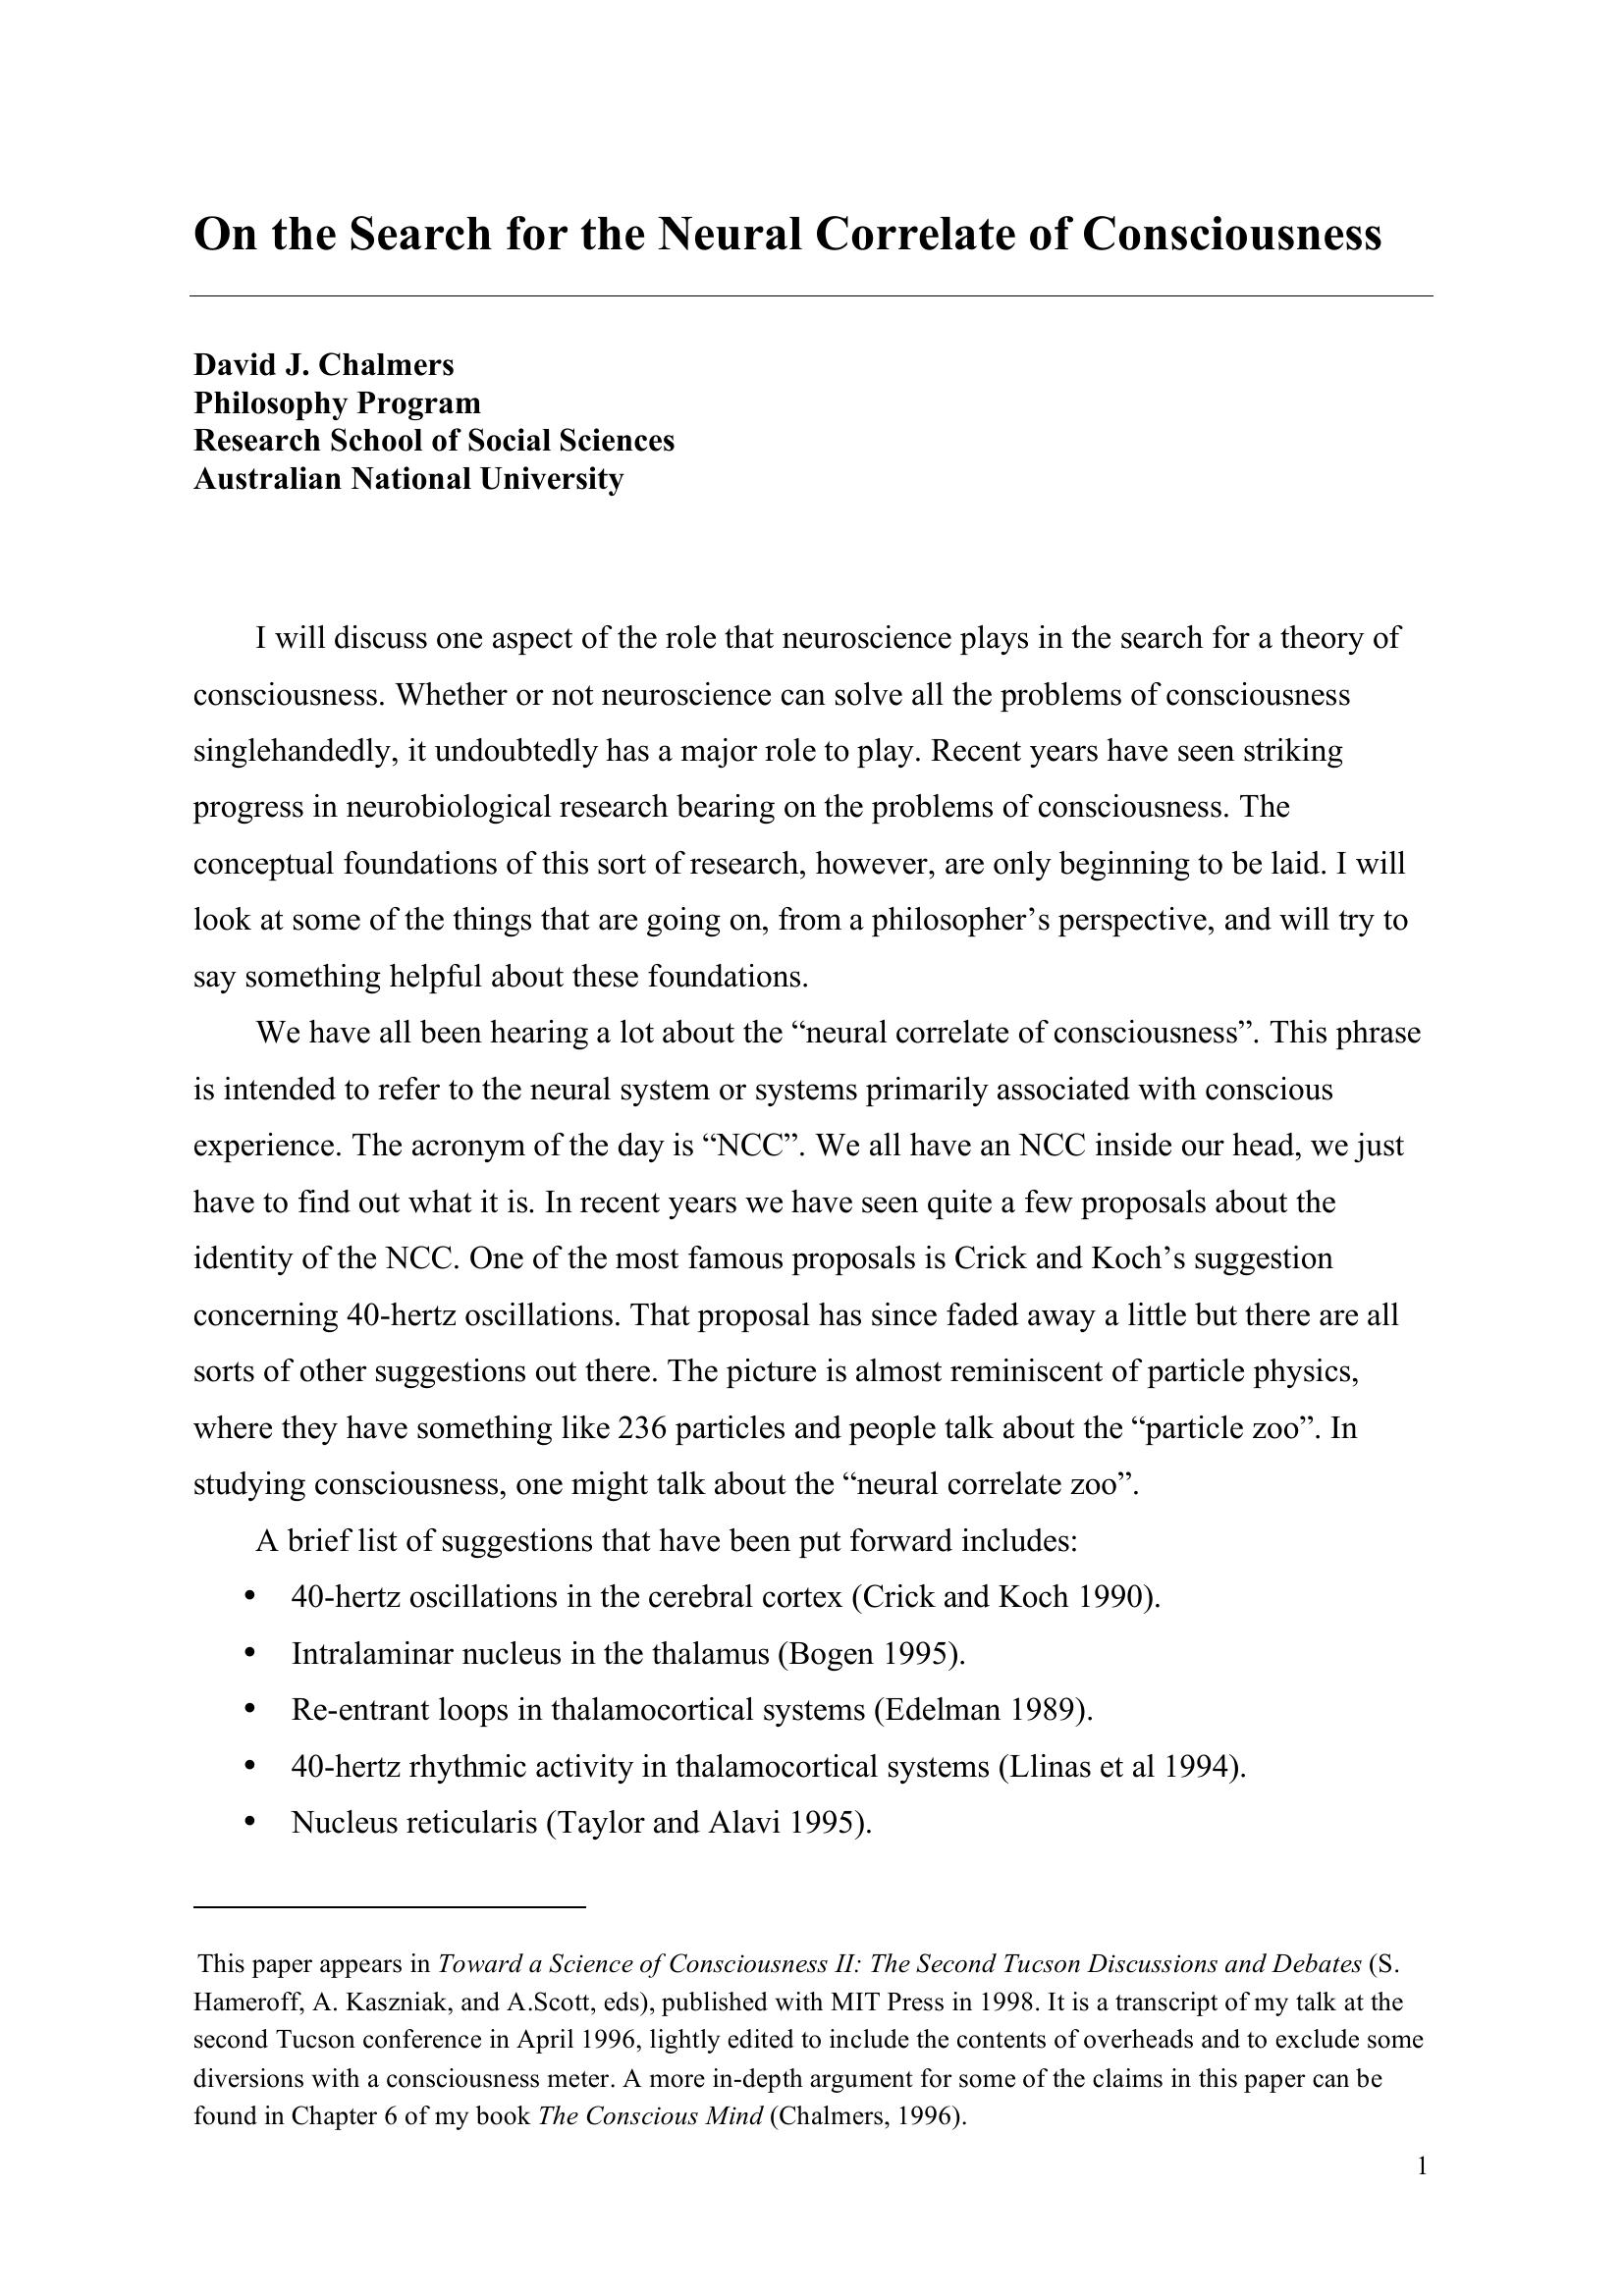 On the Search for the Neural Correlate of Consciousness
David J. Chalmers
Philosophy Program
Research School of Social Sciences
Australian National University
I will discuss one aspect of the role that neuroscience plays in the search for a theory of
consciousness. Whether or not neuroscience can solve all the problems of consciousness
singlehandedly, it undoubtedly has a major role to play. Recent years have seen striking
progress in neurobiological research bearing on the problems of consciousness. The
conceptual foundations of this sort of research, however, are only beginning to be laid. I will
look at some of the things that are going on, from a philosopher’s perspective, and will try to
say something helpful about these foundations.
We have all been hearing a lot about the “neural correlate of consciousness”. This phrase
is intended to refer to the neural system or systems primarily associated with conscious
experience. The acronym of the day is “NCC”. We all have an NCC inside our head, we just
have to find out what it is. In recent years we have seen quite a few proposals about the
identity of the NCC. One of the most famous proposals is Crick and Koch’s suggestion
concerning 40-hertz oscillations. That proposal has since faded away a little but there are all
sorts of other suggestions out there. The picture is almost reminiscent of particle physics,
where they have something like 236 particles and people talk about the “particle zoo”. In
studying consciousness, one might talk about the “neural correlate zoo”.
A brief list of suggestions that have been put forward includes:
• 40-hertz oscillations in the cerebral cortex (Crick and Koch 1990).
• Intralaminar nucleus in the thalamus (Bogen 1995).
• Re-entrant loops in thalamocortical systems (Edelman 1989).
• 40-hertz rhythmic activity in thalamocortical systems (Llinas et al 1994).
• Nucleus reticularis (Taylor and Alavi 1995).
This paper appears in Toward a Science of Consciousness II: The Second Tucson Discussions and Debates (S.
Hameroff, A. Kaszniak, and A.Scott, eds), published with MIT Press in 1998. It is a transcript of my talk at the
second Tucson conference in April 1996, lightly edited to include the contents of overheads and to exclude some
diversions with a consciousness meter. A more in-depth argument for some of the claims in this paper can be
found in Chapter 6 of my book The Conscious Mind (Chalmers, 1996).
1